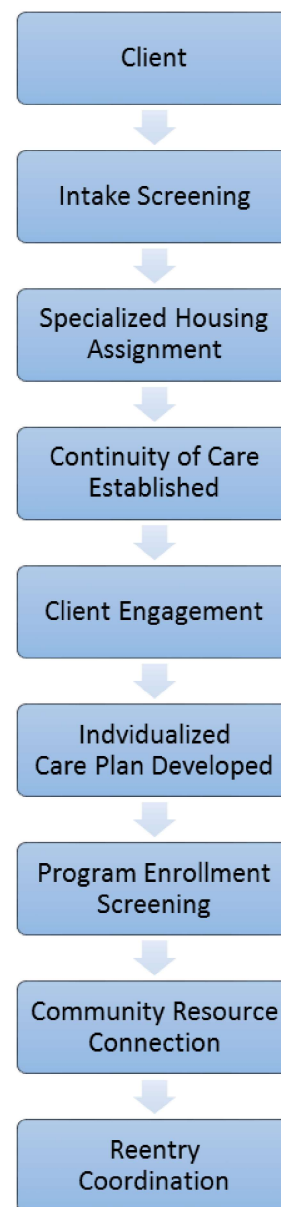 Client
Intake Screening
Specialized Housing
Assignment
Continuity of Care
Established
Client Engagement
Indvidualized
Care Plan Developed
Program Enrollment
Screening
Community Resource
Connection
Reentry
Coordination